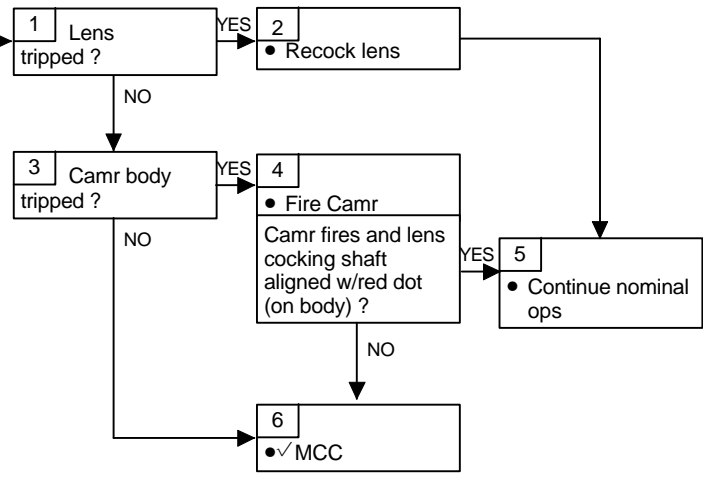 1 Lens
tripped ?
YES
2
● Recock lens
NO
3 Camr body
tripped ?
YES
4
● Fire Camr
Camr fires and lens
cocking shaft
aligned w/red dot
(on body) ?
YES
5
● Continue nominal
ops
NO
NO
6
●√ MCC